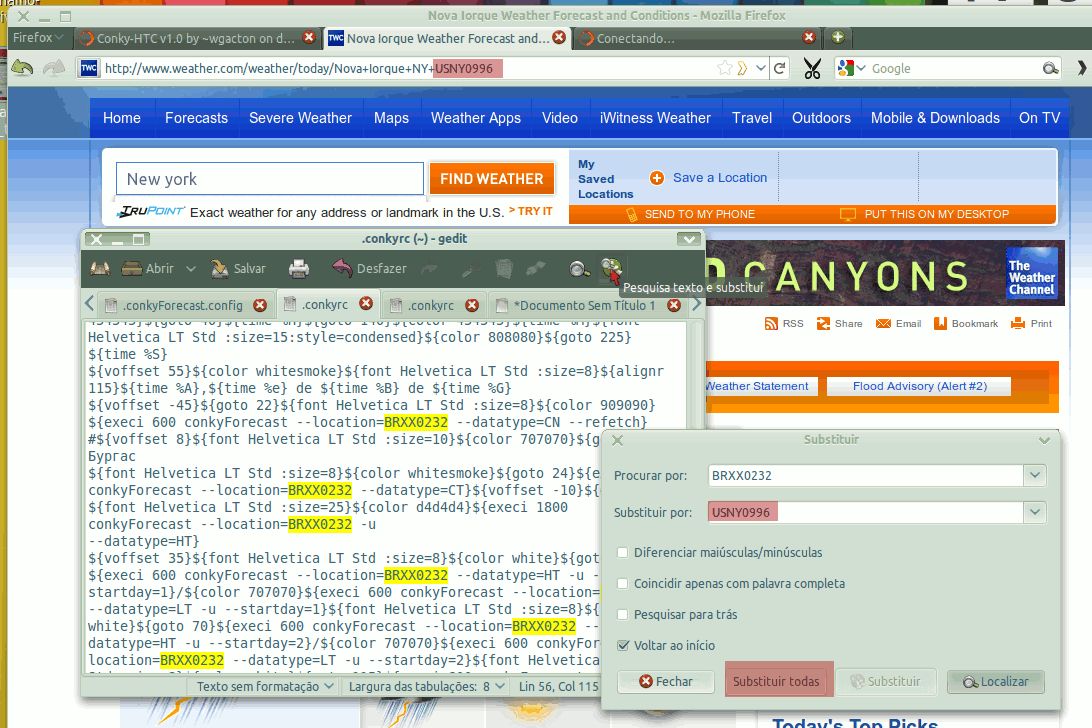 Nova Iorque Weather Forecast and Conditions - Mozilla Firefox
Firefox
Conky-HTC v1.0 by ~wgacton on d...
TWC Nova Iorque Weather Forecast and...
Conectando...
TWC http://www.weather.com/weather/today/Nova+Iorque+NY+USNY0996
Google
Home Forecasts Severe Weather Maps Weather Apps Video iWitness Weather Travel Outdoors Mobile & Downloads On TV
New york
FIND WEATHER
My
Saved
Locations
Save a Location
TRUPOINT Exact weather for any address or landmark in the U.S. > TRY IT
SEND TO MY PHONE
PUT THIS ON MY DESKTOP
.conkyrc (~) - gedit
Abrir Salvar Desfazer
Pesquisa texto e substitui
CANYONS
The
Weather
Channel
.conkyForecast.config .conkyrc .conkyrc *Documento Sem Título 1
RSS Share Email Bookmark Print
Helvetica LT Std :size=15:style=condensed}${color 808080}${goto 225}
${time %S}
${voffset 55}${color whitesmoke}${font Helvetica LT Std :size=8}${alignr
115}${time %A},${time %e} de ${time %B} de ${time %G}
${voffset -45}${goto 22}${font Helvetica LT Std :size=8}${color 909090}
${execi 600 conkyForecast --location=BRXX0232 --datatype=CN --refetch}
#${voffset 8}${font Helvetica LT Std :size=10}${color 707070}${g
Бургас
${font Helvetica LT Std :size=8}${color whitesmoke}${goto 24}${e
conkyForecast --location=BRXX0232 --datatype=CT}${voffset -10}${
${font Helvetica LT Std :size=25}${color d4d4d4}${execi 1800
conkyForecast --location=BRXX0232 -u
--datatype=HT}
${voffset 35}${font Helvetica LT Std :size=8}${color white}${got
${execi 600 conkyForecast --location=BRXX0232 --datatype=HT -u -
startday=1}/${color 707070}${execi 600 conkyForecast --location=
--datatype=LT -u --startday=1}${font Helvetica LT Std :size=8}${
white}${goto 70}${execi 600 conkyForecast --location=BRXX0232 --
datatype=HT -u --startday=2}/${color 707070}${execi 600 conkyFor
location=BRXX0232 --datatype=LT -u --startday=2}${font Helvetica
Texto sem formatação Largura das tabulações: 8 Lin 56, Col 115
Weather Statement
Flood Advisory (Alert #2)
Substituir
Procurar por: BRXX0232
Substituir por: USNY0996
Diferenciar maiúsculas/minúsculas
Coincidir apenas com palavra completa
Pesquisar para trás
Voltar ao início
Fechar Substituir todas Substituir Localizar
Today's Top Picks